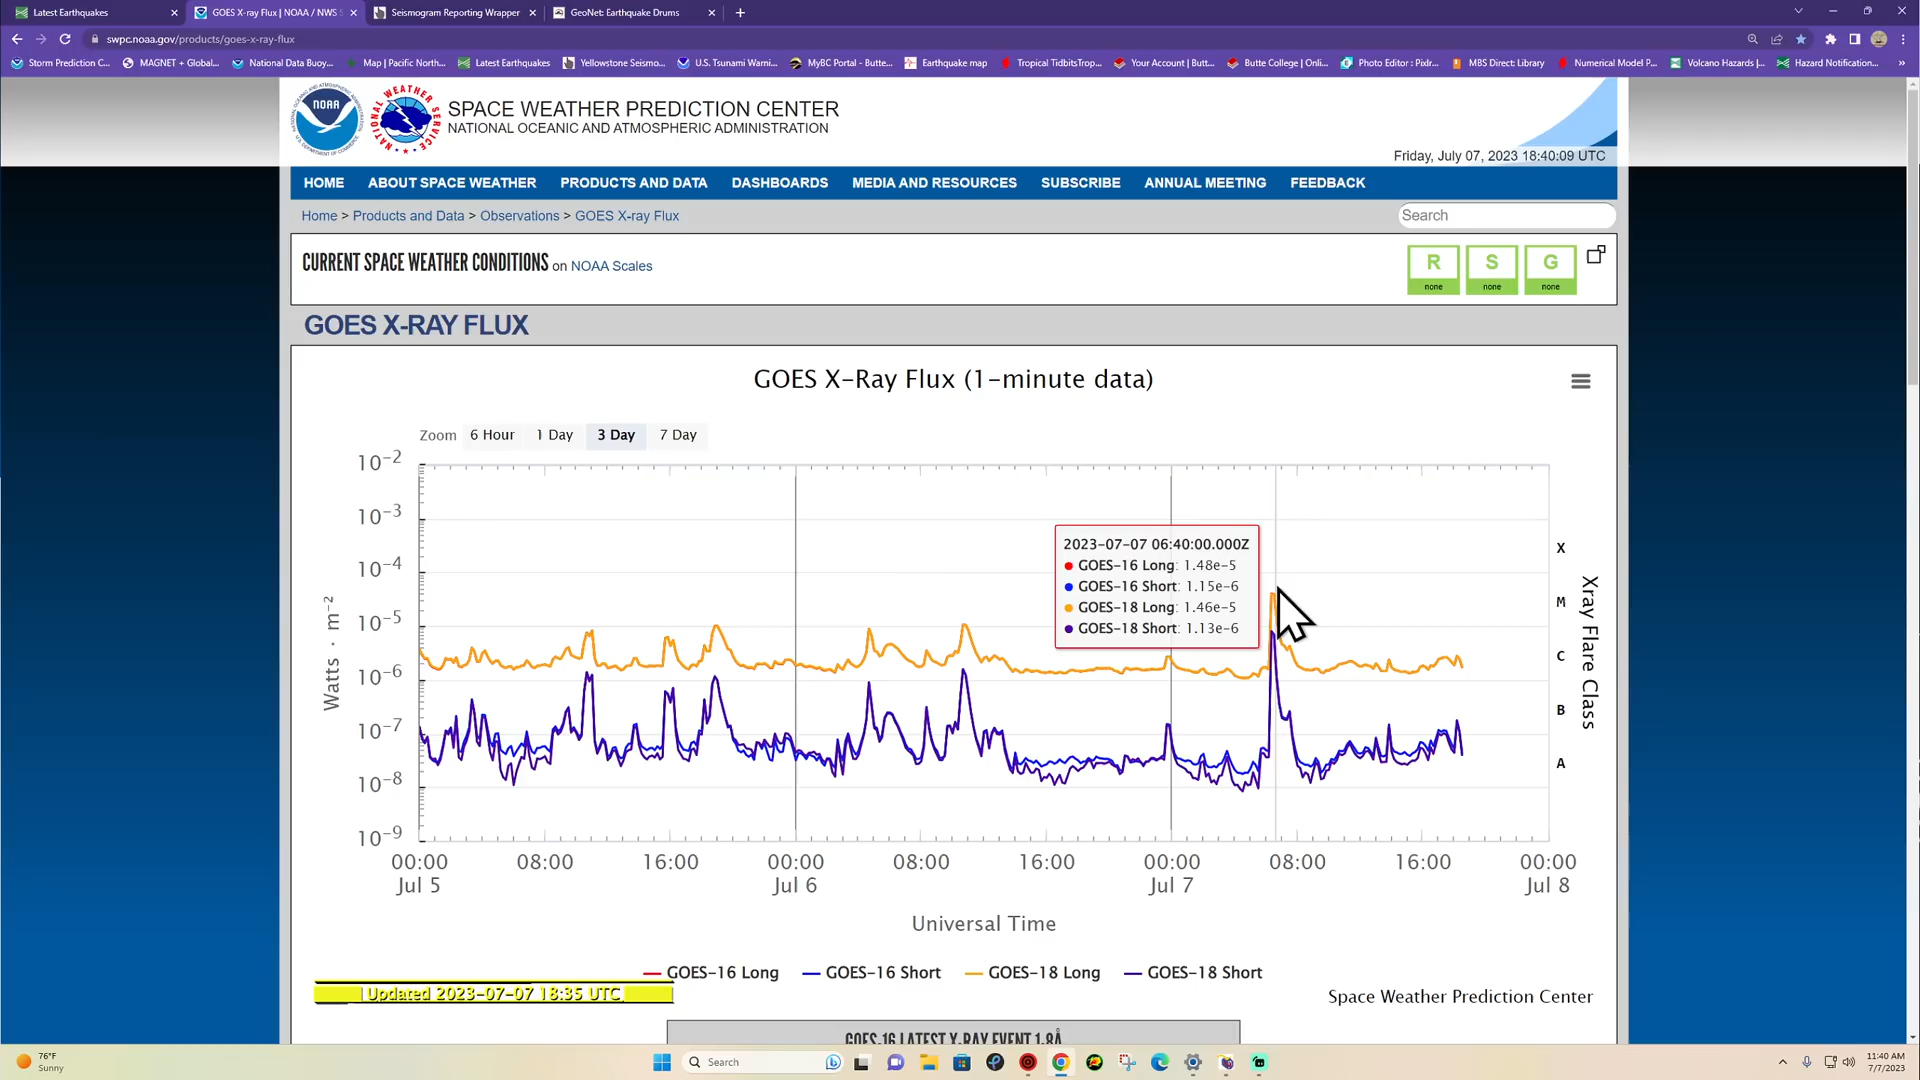 Latest Earthquakes
GOES X-ray Flux | NOAA / NWS S
Seismogram Reporting Wrapper
GeoNet: Earthquake Drums
swpc.noaa.gov/products/goes-x-ray-flux
Storm Prediction C...
MAGNET + Global...
National Data Buoy...
Map | Pacific North...
Latest Earthquakes
Yellowstone Seismo...
U.S. Tsunami Warni...
MyBC Portal - Butte...
Earthquake map
Tropical TidbitsTrop...
Your Account | Butt...
Butte College | Onli...
Photo Editor : Pixlr...
MBS Direct Library
Numerical Model P...
Volcano Hazards |...
Hazard Notification...
NOAA
SPACE WEATHER PREDICTION CENTER
NATIONAL OCEANIC AND ATMOSPHERIC ADMINISTRATION
NATIONAL WEATHER SERVICE
Friday, July 07, 2023 18:40:09 UTC
HOME ABOUT SPACE WEATHER PRODUCTS AND DATA DASHBOARDS MEDIA AND RESOURCES SUBSCRIBE ANNUAL MEETING FEEDBACK
Home > Products and Data > Observations > GOES X-ray Flux
Search
CURRENT SPACE WEATHER CONDITIONS on NOAA Scales
R S G
none none none
GOES X-RAY FLUX
GOES X-Ray Flux (1-minute data)
Zoom 6 Hour 1 Day 3 Day 7 Day
10⁻²
10⁻³
10⁻⁴
10⁻⁵
10⁻⁶
10⁻⁷
10⁻⁸
10⁻⁹
Watts · m⁻²
2023-07-07 06:40:00.000Z
GOES-16 Long: 1.48e-5
GOES-16 Short: 1.15e-6
GOES-18 Long: 1.46e-5
GOES-18 Short: 1.13e-6
X
M
C
B
A
Xray Flare Class
00:00 08:00 16:00 00:00 08:00 16:00 00:00 08:00 16:00 00:00
Jul 5 Jul 6 Jul 7 Jul 8
Universal Time
GOES-16 Long GOES-16 Short GOES-18 Long GOES-18 Short
Updated 2023-07-07 18:35 UTC
Space Weather Prediction Center
GOES-16 LATEST X-RAY EVENT 1-8Å
76°F
Sunny
Search
11:40 AM
7/7/2023